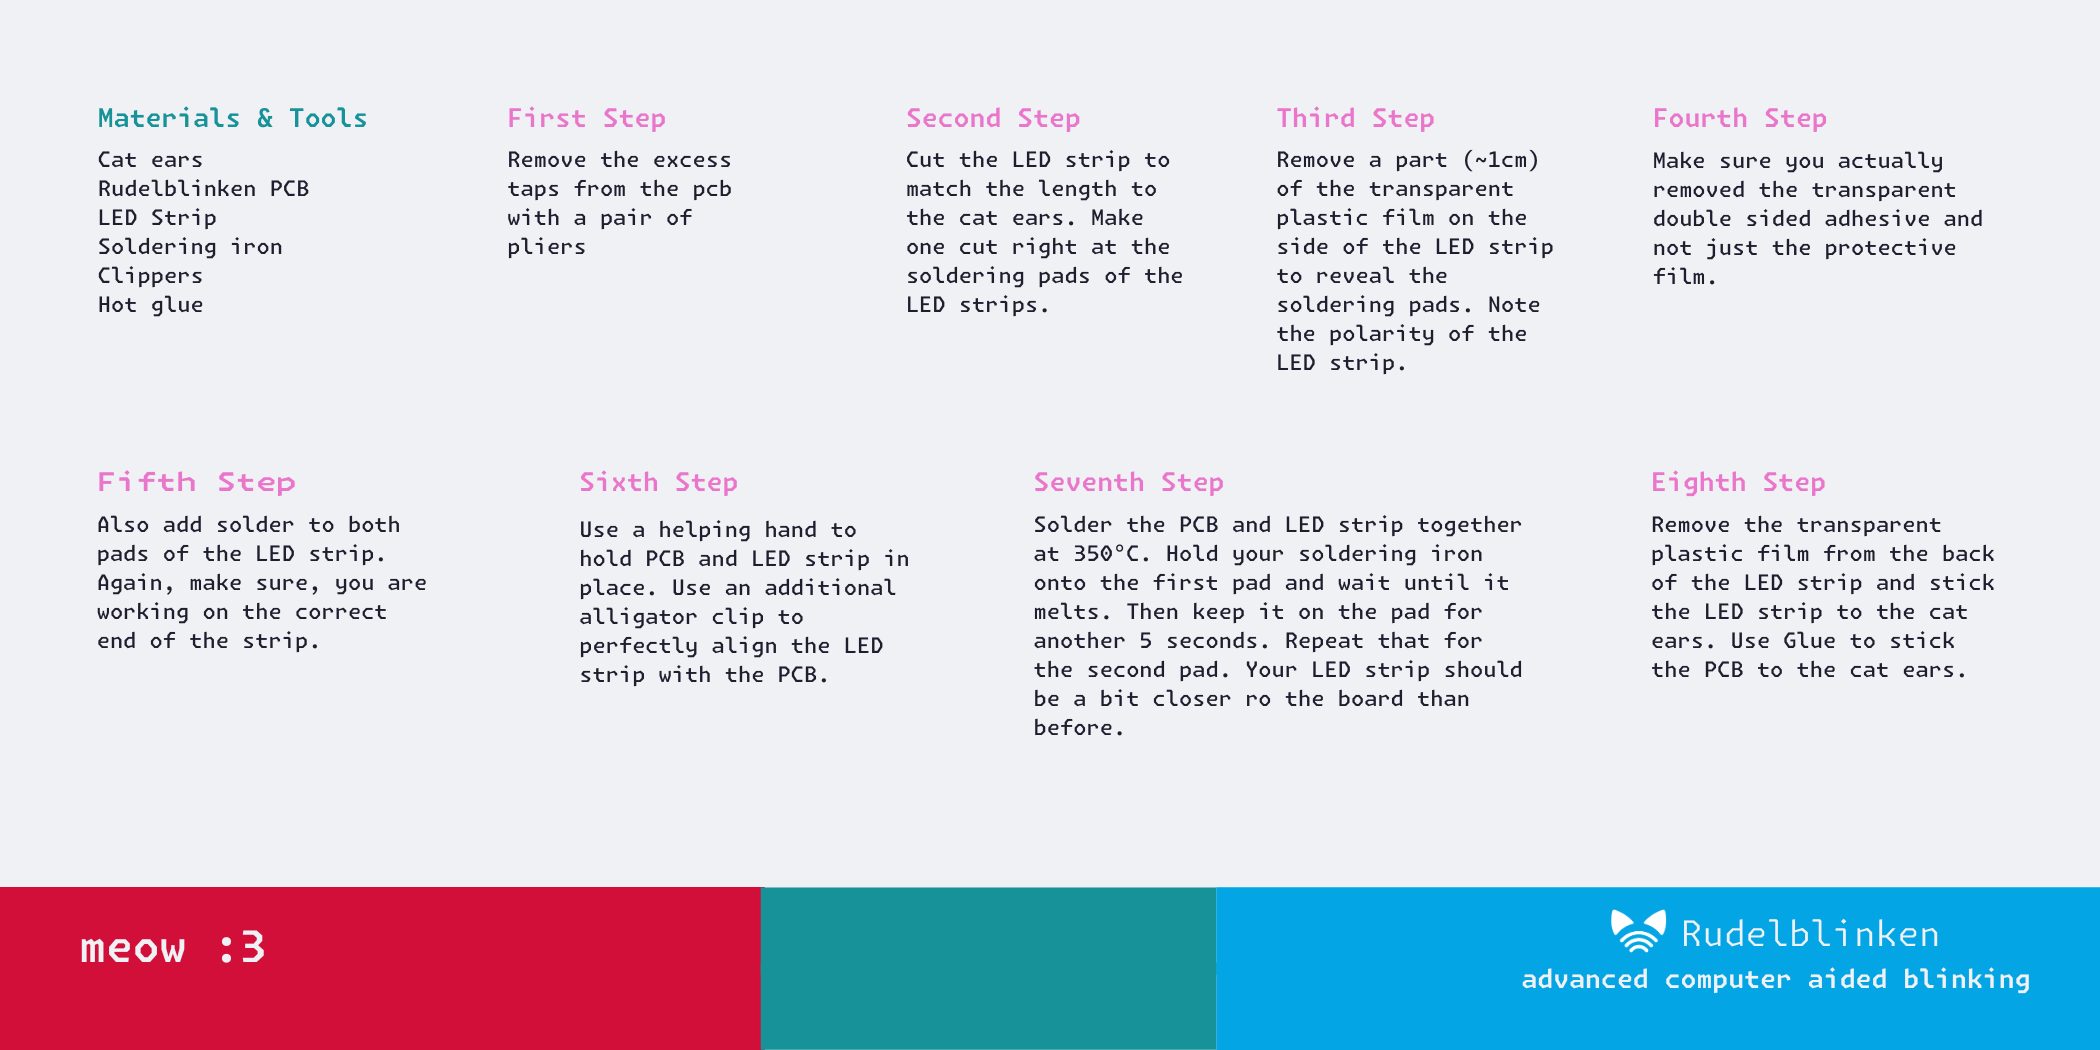 Materials & Tools
Cat ears
Rudelblinken PCB
LED Strip
Soldering iron
Clippers
Hot glue
First Step
Remove the excess
taps from the pcb
with a pair of
pliers
Second Step
Cut the LED strip to
match the length to
the cat ears. Make
one cut right at the
soldering pads of the
LED strips.
Third Step
Remove a part (~1cm)
of the transparent
plastic film on the
side of the LED strip
to reveal the
soldering pads. Note
the polarity of the
LED strip.
Fourth Step
Make sure you actually
removed the transparent
double sided adhesive and
not just the protective
film.
Fifth Step
Also add solder to both
pads of the LED strip.
Again, make sure, you are
working on the correct
end of the strip.
Sixth Step
Use a helping hand to
hold PCB and LED strip in
place. Use an additional
alligator clip to
perfectly align the LED
strip with the PCB.
Seventh Step
Solder the PCB and LED strip together
at 350°C. Hold your soldering iron
onto the first pad and wait until it
melts. Then keep it on the pad for
another 5 seconds. Repeat that for
the second pad. Your LED strip should
be a bit closer ro the board than
before.
Eighth Step
Remove the transparent
plastic film from the back
of the LED strip and stick
the LED strip to the cat
ears. Use Glue to stick
the PCB to the cat ears.
meow :3
Rudelblinken
advanced computer aided blinking